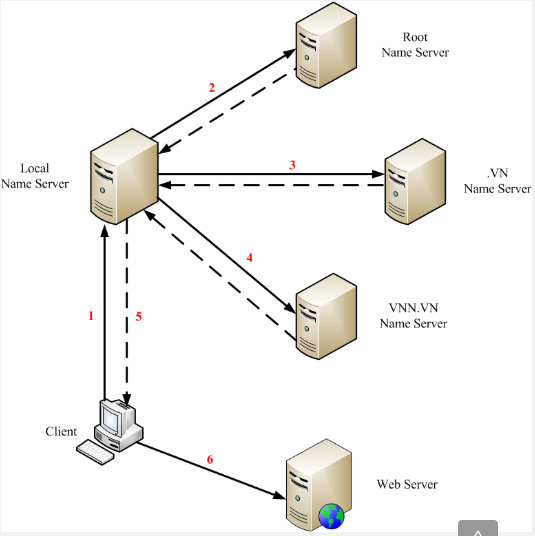 Root
Name Server
2
Local
Name Server
3
.VN
Name Server
4
1
5
VNN.VN
Name Server
Client
6
Web Server